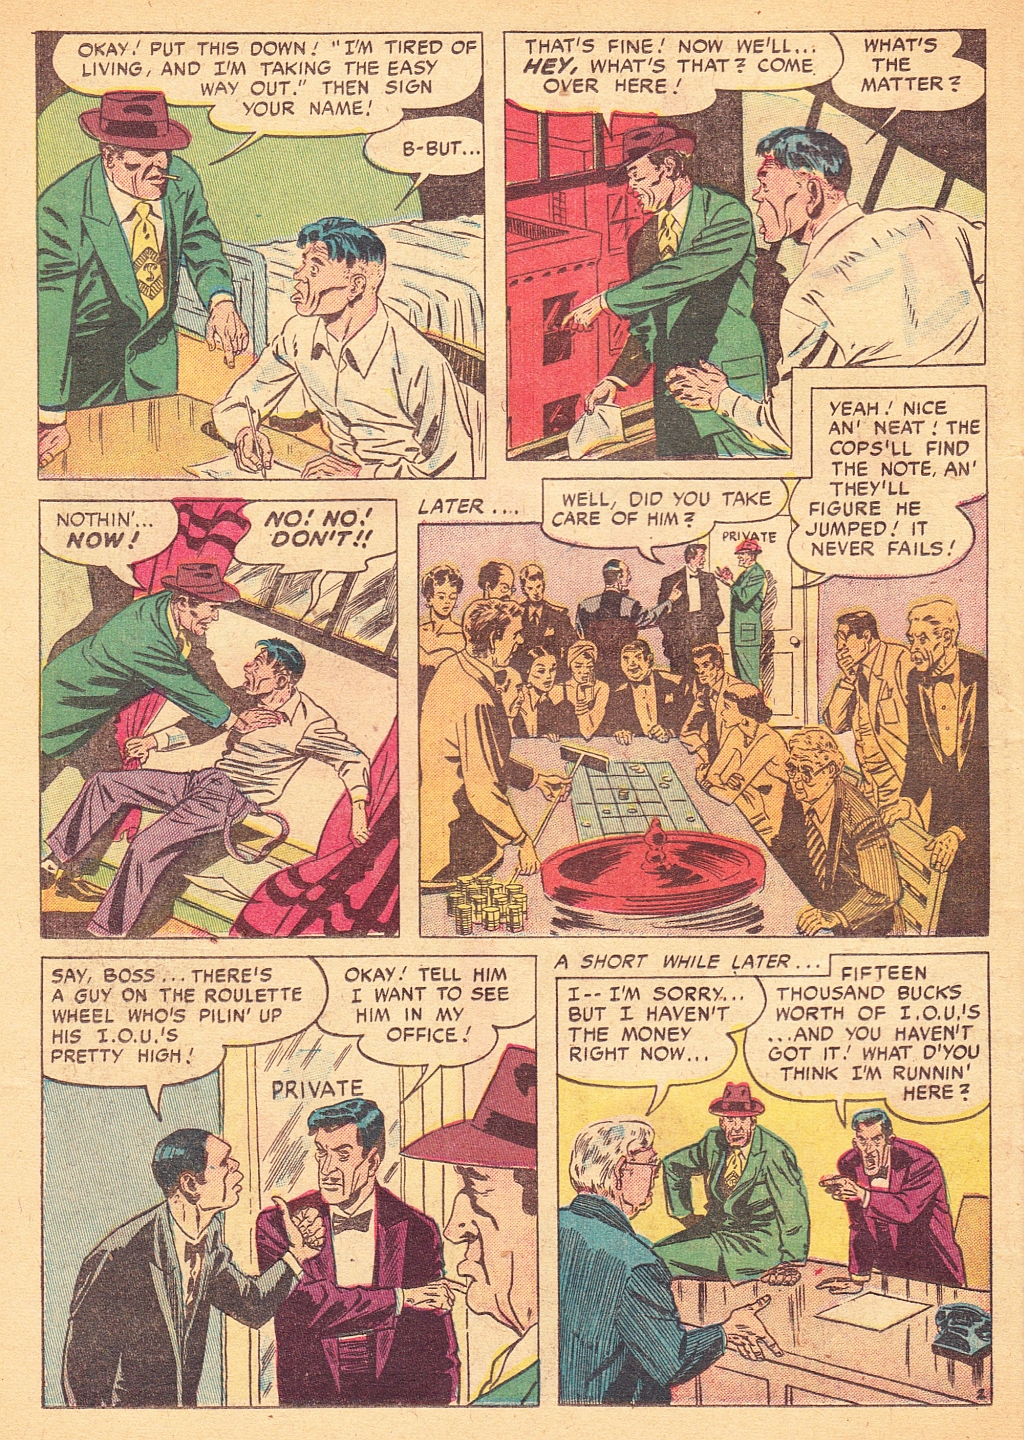 OKAY! PUT THIS DOWN! "I'M TIRED OF
LIVING, AND I'M TAKING THE EASY
WAY OUT." THEN SIGN
YOUR NAME!
B-BUT...
THAT'S FINE! NOW WE'LL...
HEY, WHAT'S THAT? COME
OVER HERE!
WHAT'S
THE
MATTER?
NOTHIN'...
NOW!
NO! NO!
DON'T!!
LATER ....
WELL, DID YOU TAKE
CARE OF HIM?
YEAH! NICE
AN' NEAT! THE
COPS'LL FIND
THE NOTE, AN'
THEY'LL
FIGURE HE
JUMPED! IT
NEVER FAILS!
PRIVATE
SAY, BOSS... THERE'S
A GUY ON THE ROULETTE
WHEEL WHO'S PILIN' UP
HIS I.O.U.'S
PRETTY HIGH!
OKAY! TELL HIM
I WANT TO SEE
HIM IN MY
OFFICE!
PRIVATE
A SHORT WHILE LATER...
I-- I'M SORRY...
BUT I HAVEN'T
THE MONEY
RIGHT NOW...
FIFTEEN
THOUSAND BUCKS
WORTH OF I.O.U.'S
...AND YOU HAVEN'T
GOT IT! WHAT D'YOU
THINK I'M RUNNIN'
HERE?
2